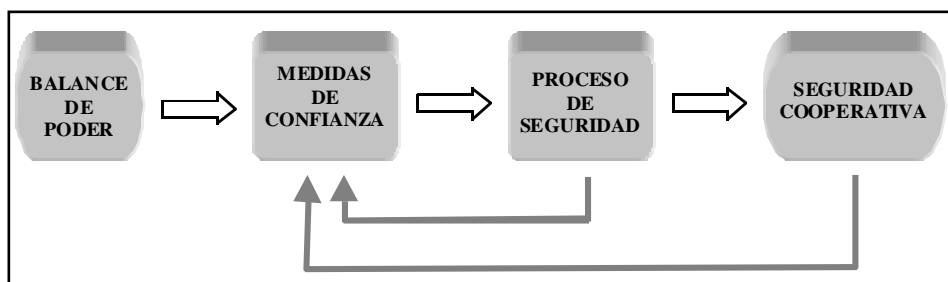 BALANCE
DE
PODER
MEDIDAS
DE
CONFIANZA
PROCESO
DE
SEGURIDAD
SEGURIDAD
COOPERATIVA